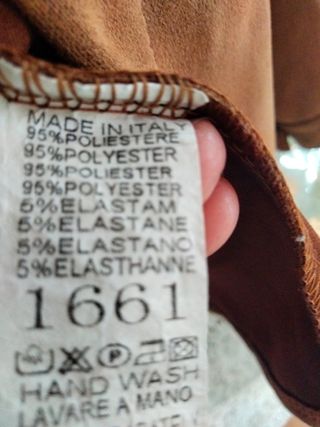 MADE IN ITALY
95%POLIESTERE
95%POLYESTER
95%POLIESTER
95%POLYESTER
5%ELASTAM
5%ELASTANE
5%ELASTANO
5%ELASTHANNE
1661
P
HAND WASH
LAVARE A MANO